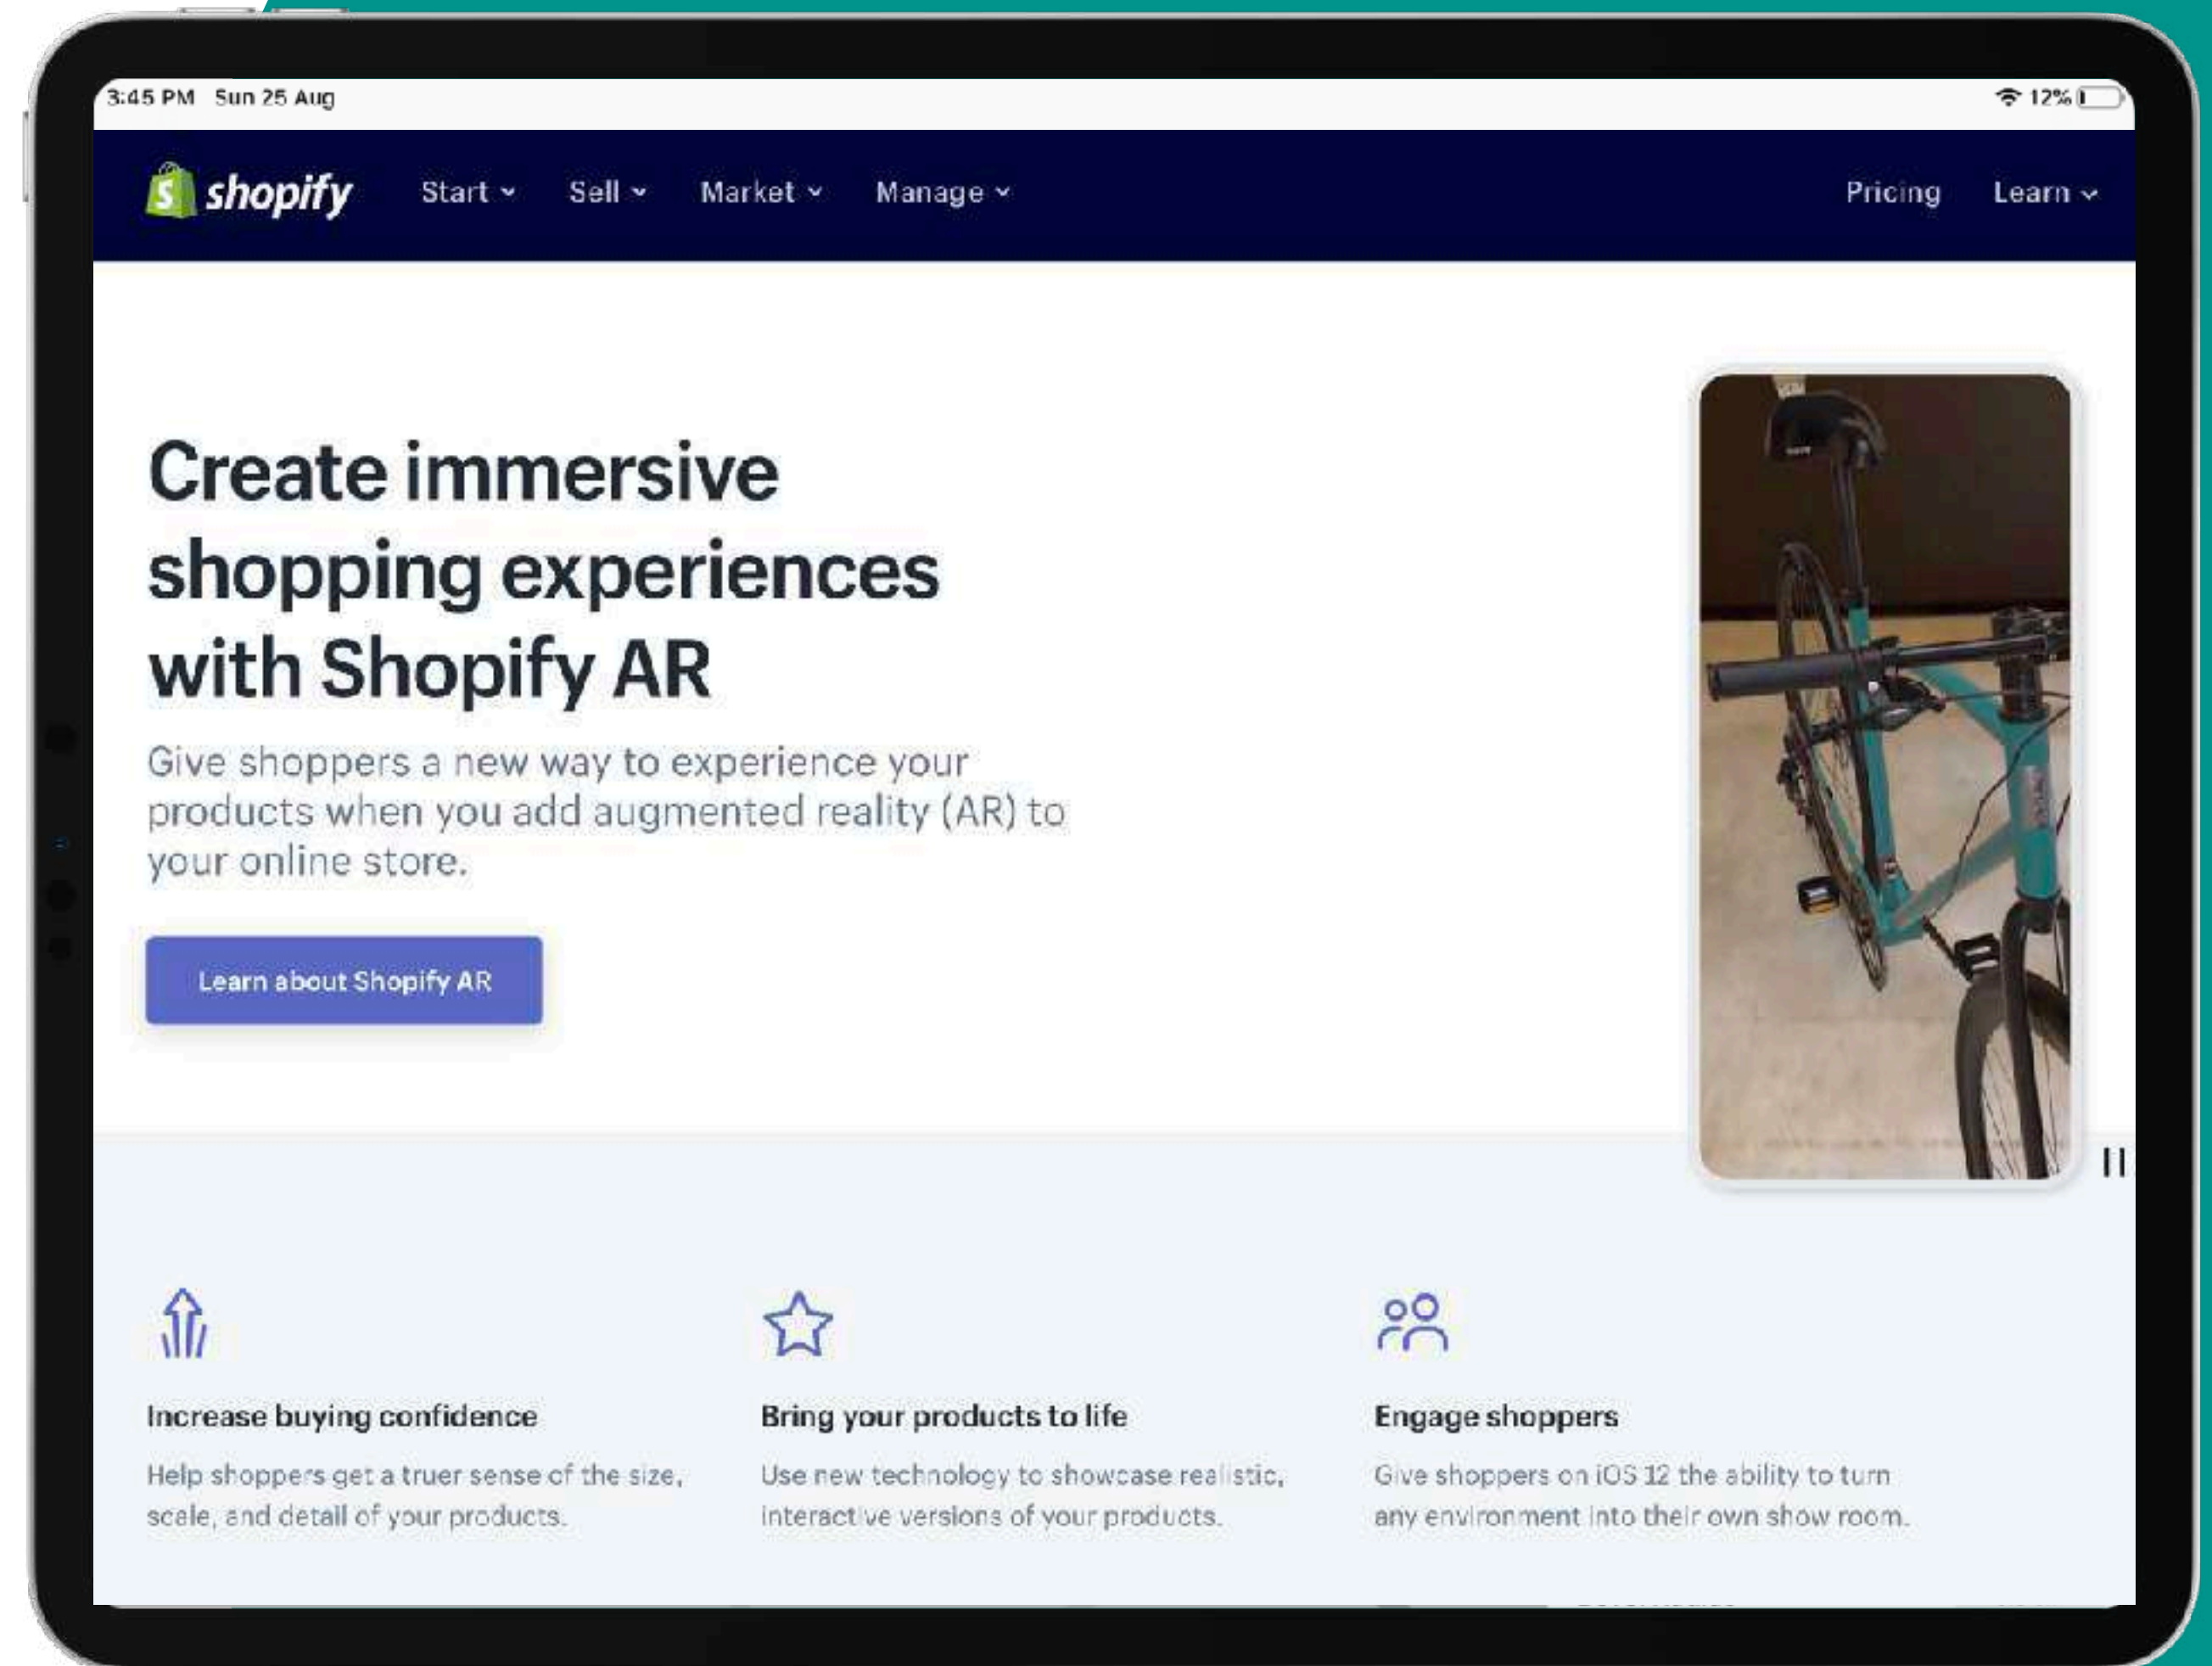 3:45 PM Sun 25 Aug
12%
shopify
Start
Sell
Market
Manage
Pricing
Learn
Create immersive
shopping experiences
with Shopify AR
Give shoppers a new way to experience your
products when you add augmented reality (AR) to
your online store.
Learn about Shopify AR
Increase buying confidence
Help shoppers get a truer sense of the size,
scale, and detail of your products.
Bring your products to life
Use new technology to showcase realistic,
interactive versions of your products.
Engage shoppers
Give shoppers on iOS 12 the ability to turn
any environment into their own show room.